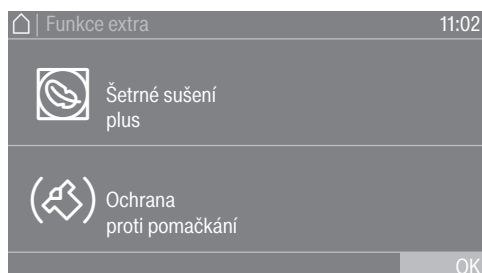 | Funkce extra 11:02
Šetrné sušení
plus
Ochrana
proti pomačkání
OK